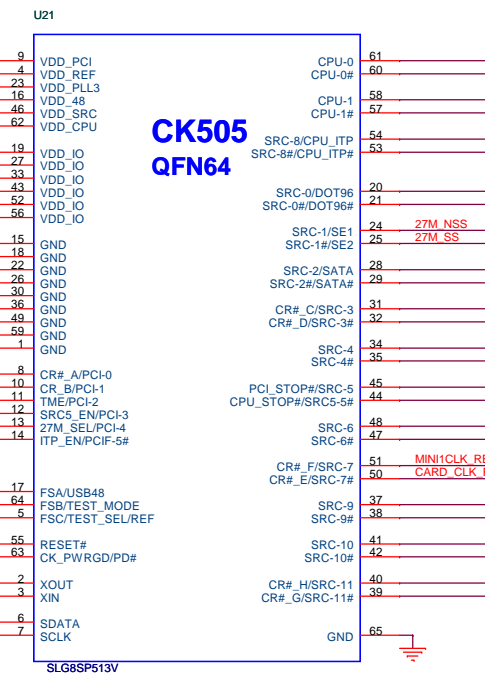 U21
CK505
QFN64
9 VDD_PCI
4 VDD_REF
23 VDD_PLL3
16 VDD_48
46 VDD_SRC
62 VDD_CPU
19 VDD_IO
27 VDD_IO
33 VDD_IO
43 VDD_IO
52 VDD_IO
56 VDD_IO
15 GND
18 GND
22 GND
26 GND
30 GND
36 GND
49 GND
59 GND
1 GND
8 CR#_A/PCI-0
10 CR_B/PCI-1
11 TME/PCI-2
12 SRC5_EN/PCI-3
13 27M_SEL/PCI-4
14 ITP_EN/PCIF-5#
17 FSA/USB48
64 FSB/TEST_MODE
5 FSC/TEST_SEL/REF
55 RESET#
63 CK_PWRGD/PD#
2 XOUT
3 XIN
6 SDATA
7 SCLK
CPU-0 61
CPU-0# 60
CPU-1 58
CPU-1# 57
SRC-8/CPU_ITP 54
SRC-8#/CPU_ITP# 53
SRC-0/DOT96 20
SRC-0#/DOT96# 21
SRC-1/SE1 24 27M_NSS
SRC-1#/SE2 25 27M_SS
SRC-2/SATA 28
SRC-2#/SATA# 29
CR#_C/SRC-3 31
CR#_D/SRC-3# 32
SRC-4 34
SRC-4# 35
PCI_STOP#/SRC-5 45
CPU_STOP#/SRC5-5# 44
SRC-6 48
SRC-6# 47
CR#_F/SRC-7 51 MINI1CLK_RE
CR#_E/SRC-7# 50 CARD_CLK_
SRC-9 37
SRC-9# 38
SRC-10 41
SRC-10# 42
CR#_H/SRC-11 40
CR#_G/SRC-11# 39
GND 65
SLG8SP513V